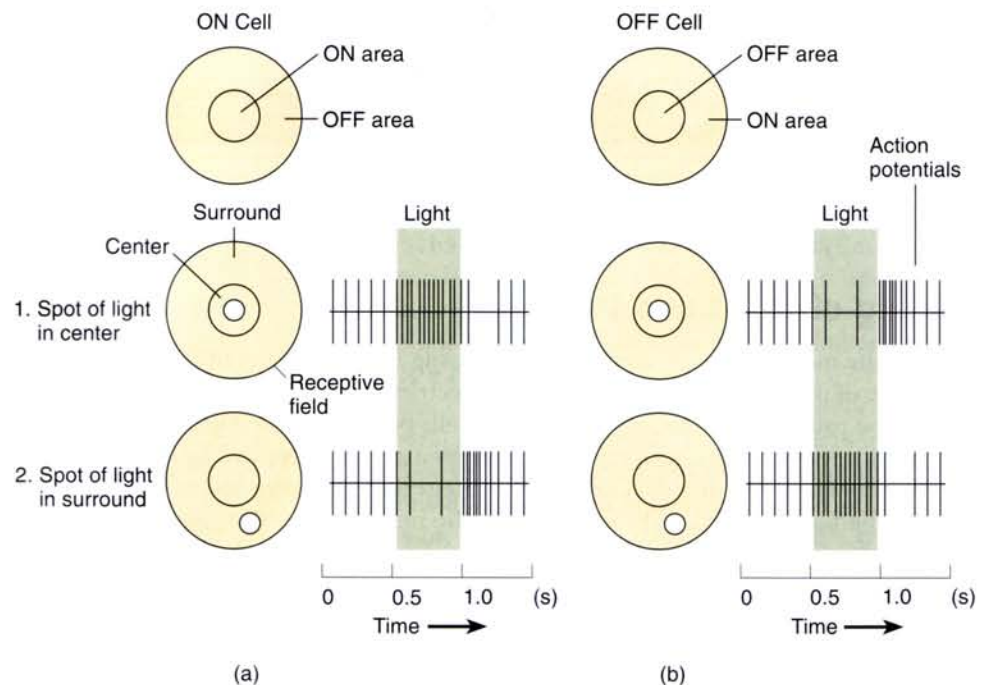 ON Cell
ON area
OFF area
OFF Cell
OFF area
ON area
Action
potentials
Surround
Center
Light
Light
1. Spot of light
in center
Receptive
field
2. Spot of light
in surround
0 0.5 1.0 (s)
Time
0 0.5 1.0 (s)
Time
(a)
(b)